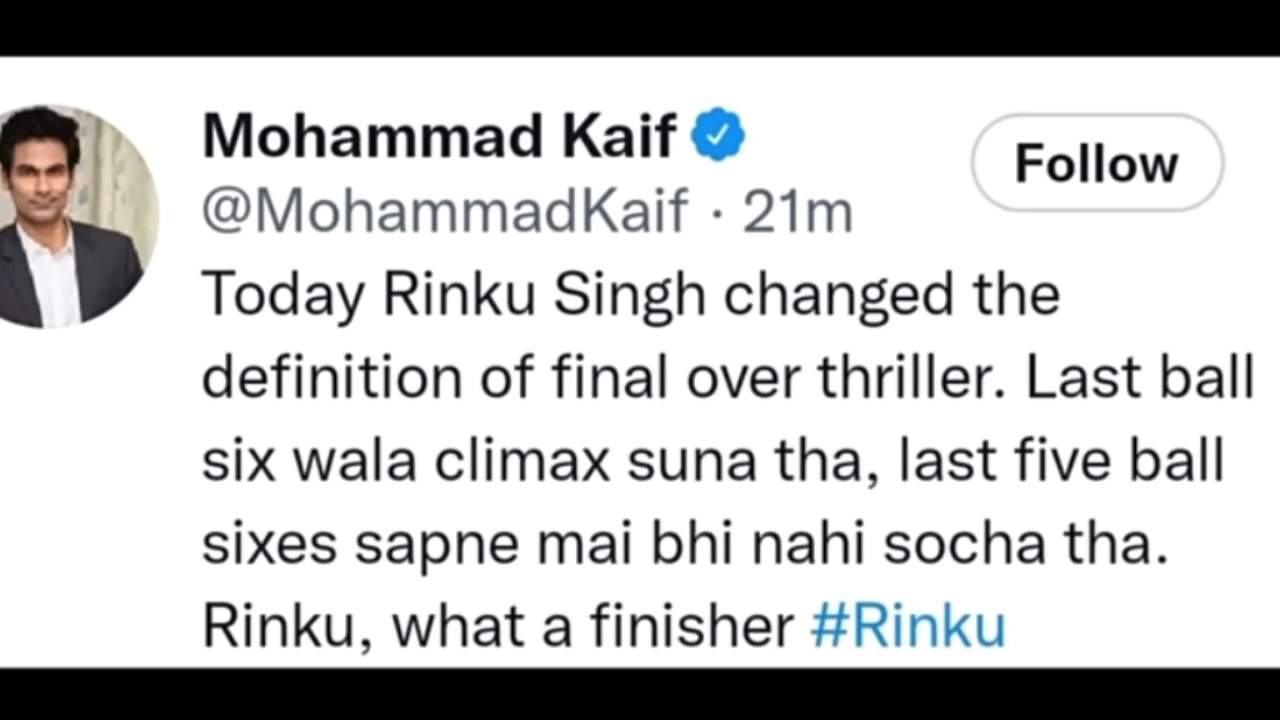 Mohammad Kaif
Follow
@MohammadKaif · 21m
Today Rinku Singh changed the
definition of final over thriller. Last ball
six wala climax suna tha, last five ball
sixes sapne mai bhi nahi socha tha.
Rinku, what a finisher #Rinku